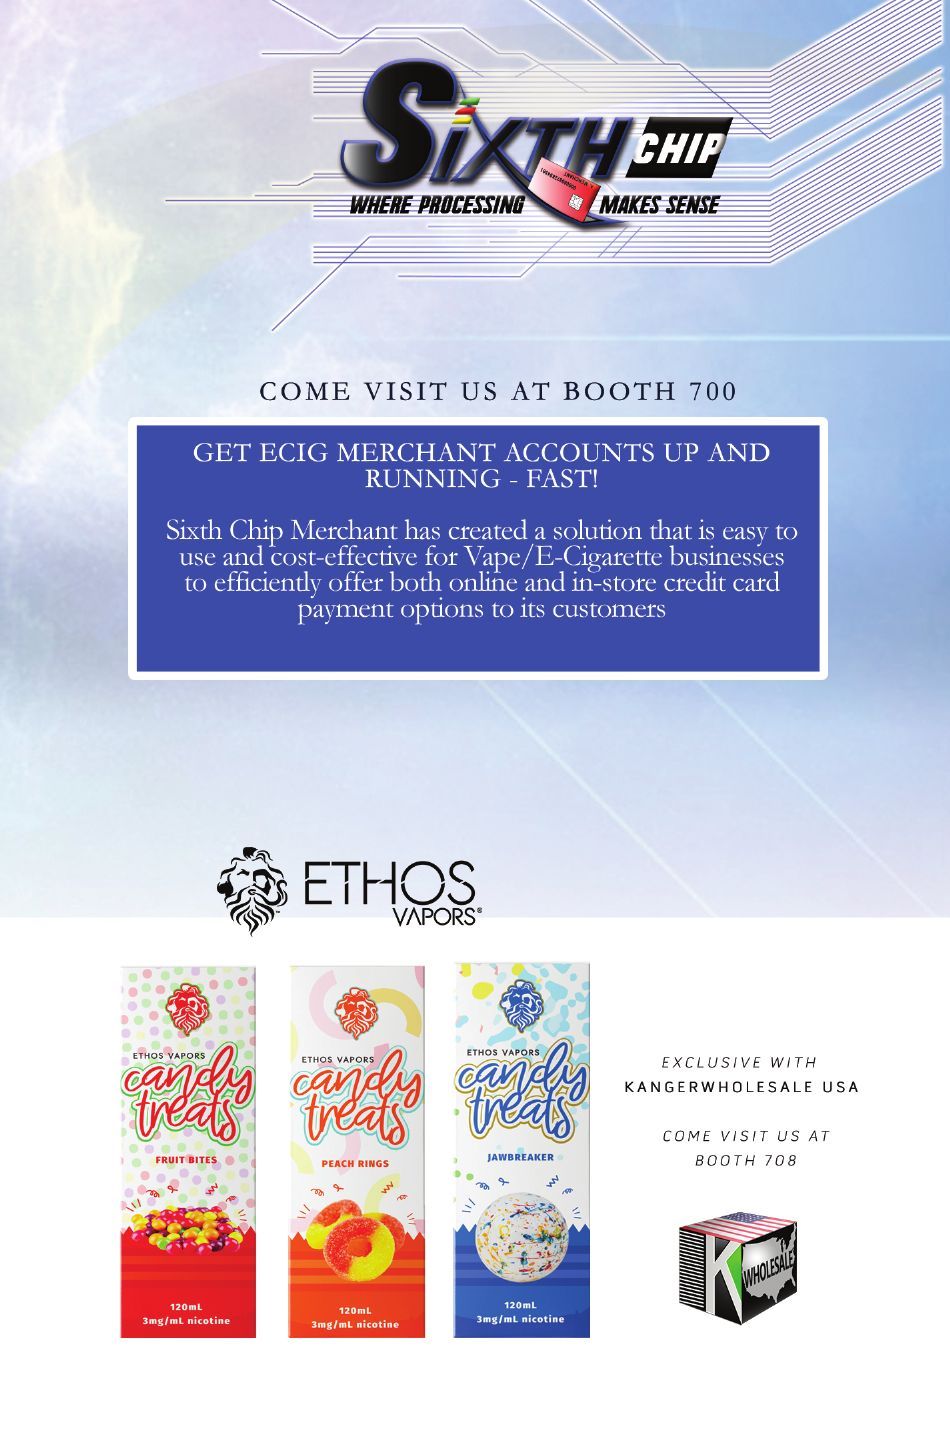 SIXTH CHIP
WHERE PROCESSING MAKES SENSE
COME VISIT US AT BOOTH 700
GET ECIG MERCHANT ACCOUNTS UP AND
RUNNING - FAST!
Sixth Chip Merchant has created a solution that is easy to
use and cost-effective for Vape/E-Cigarette businesses
to efficiently offer both online and in-store credit card
payment options to its customers
ETHOS
VAPORS®
ETHOS VAPORS
candy
treats
FRUIT BITES
120mL
3mg/mL nicotine
ETHOS VAPORS
candy
treats
PEACH RINGS
120mL
3mg/mL nicotine
ETHOS VAPORS
candy
treats
JAWBREAKER
120mL
3mg/mL nicotine
EXCLUSIVE WITH
KANGERWHOLESALE USA
COME VISIT US AT
BOOTH 708
K WHOLESALE